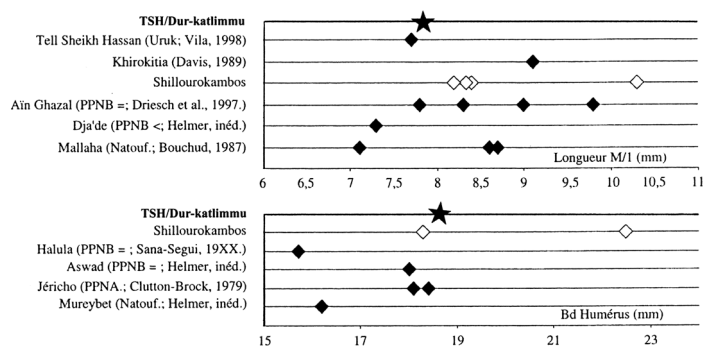 TSH/Dur-katlimmu
Tell Sheikh Hassan (Uruk; Vila, 1998)
Khirokitia (Davis, 1989)
Shillourokambos
Aïn Ghazal (PPNB =; Driesch et al., 1997.)
Dja'de (PPNB <; Helmer, inéd.)
Mallaha (Natouf.; Bouchud, 1987)
Longueur M/1 (mm)
6 6,5 7 7,5 8 8,5 9 9,5 10 10,5 11
TSH/Dur-katlimmu
Shillourokambos
Halula (PPNB = ; Sana-Segui, 19XX.)
Aswad (PPNB = ; Helmer, inéd.)
Jéricho (PPNA.; Clutton-Brock, 1979)
Mureybet (Natouf.; Helmer, inéd.)
Bd Humérus (mm)
15 17 19 21 23